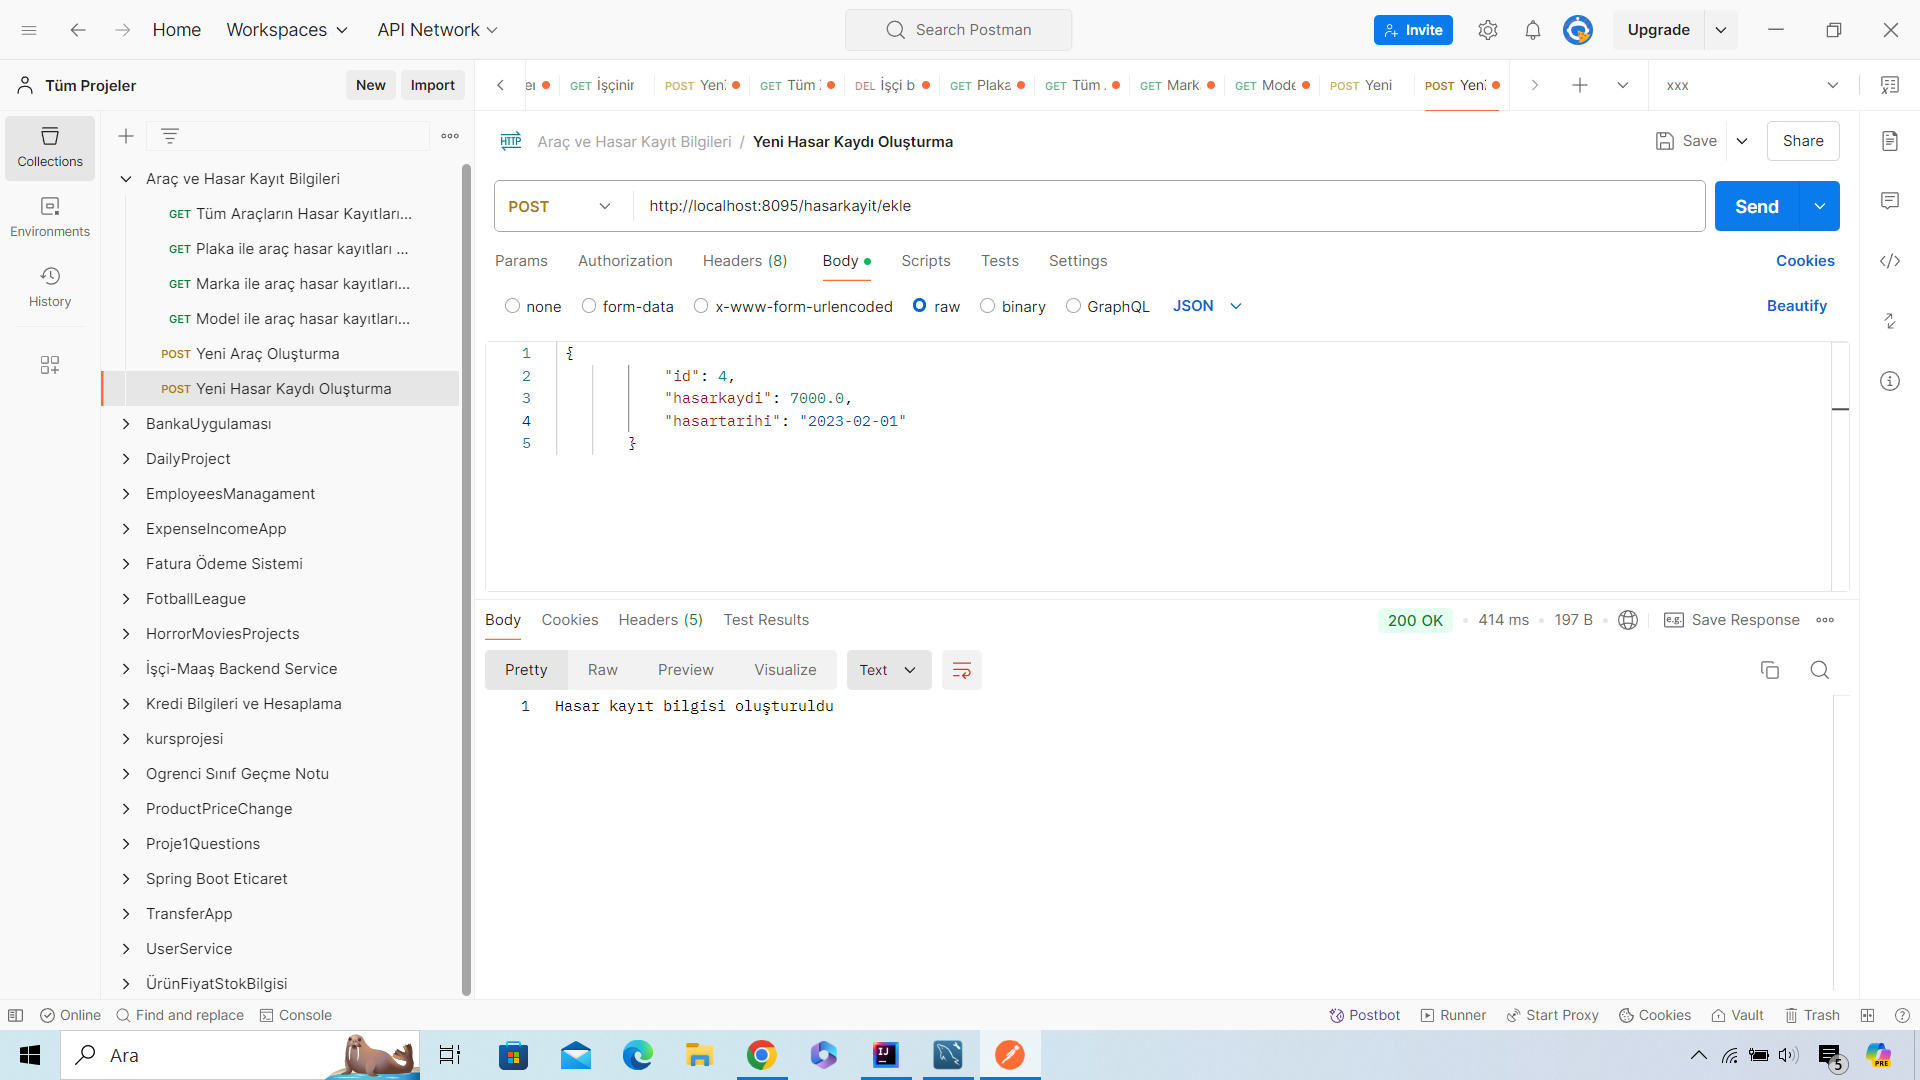 Home Workspaces API Network Search Postman Invite Upgrade
Tüm Projeler New Import
GET İşçinir POST Yeni GET Tüm DEL İşçi b GET Plaka GET Tüm GET Mark GET Mode POST Yeni POST Yeni xxx
Collections
Environments
History
Araç ve Hasar Kayıt Bilgileri
GET Tüm Araçların Hasar Kayıtları...
GET Plaka ile araç hasar kayıtları ...
GET Marka ile araç hasar kayıtları...
GET Model ile araç hasar kayıtları...
POST Yeni Araç Oluşturma
POST Yeni Hasar Kaydı Oluşturma
BankaUygulaması
DailyProject
EmployeesManagament
ExpenseIncomeApp
Fatura Ödeme Sistemi
FotballLeague
HorrorMoviesProjects
İşçi-Maaş Backend Service
Kredi Bilgileri ve Hesaplama
kursprojesi
Ogrenci Sınıf Geçme Notu
ProductPriceChange
Proje1Questions
Spring Boot Eticaret
TransferApp
UserService
ÜrünFiyatStokBilgisi
HTTP Araç ve Hasar Kayıt Bilgileri / Yeni Hasar Kaydı Oluşturma Save Share
POST http://localhost:8095/hasarkayit/ekle Send
Params Authorization Headers (8) Body Scripts Tests Settings Cookies
none form-data x-www-form-urlencoded raw binary GraphQL JSON Beautify
1 {
2 "id": 4,
3 "hasarkaydi": 7000.0,
4 "hasartarihi": "2023-02-01"
5 }
Body Cookies Headers (5) Test Results 200 OK 414 ms 197 B e.g. Save Response
Pretty Raw Preview Visualize Text
1 Hasar kayıt bilgisi oluşturuldu
Online Find and replace Console Postbot Runner Start Proxy Cookies Vault Trash
Ara IJ 5 PRE